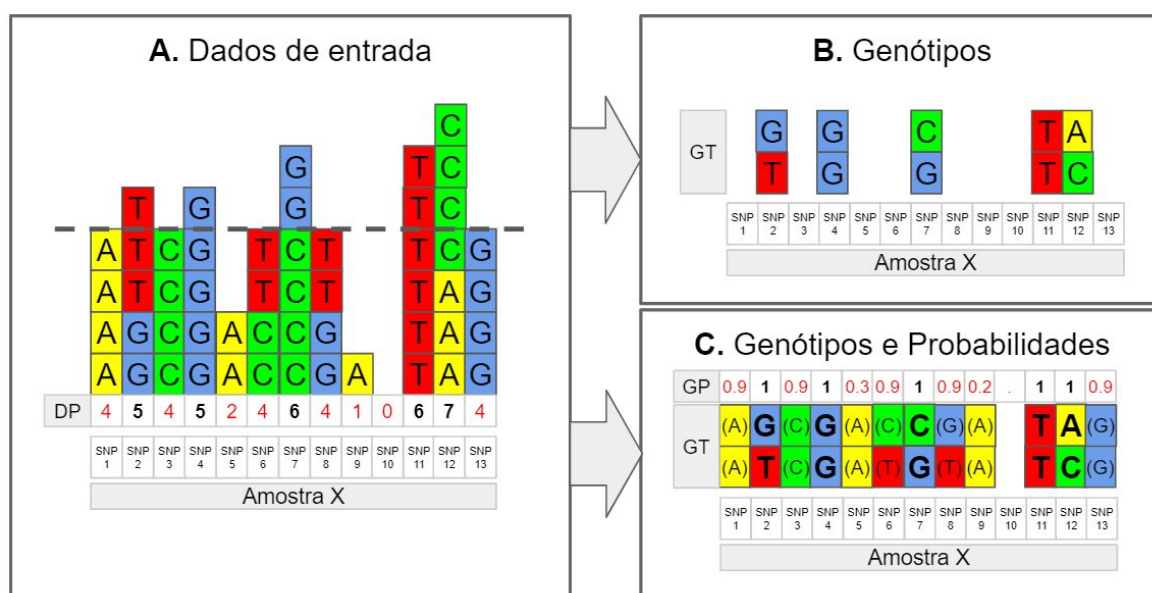 A. Dados de entrada
C
G T C
T G G T C
A T C G T C T T C G
A T C G T C T T A G
A G C G A C C G T A G
A G C G A C C G A T A G
DP 4 5 4 5 2 4 6 4 1 0 6 7 4
SNP 1 SNP 2 SNP 3 SNP 4 SNP 5 SNP 6 SNP 7 SNP 8 SNP 9 SNP 10 SNP 11 SNP 12 SNP 13
Amostra X
B. Genótipos
GT
G G C T A
T G G T C
SNP 1 SNP 2 SNP 3 SNP 4 SNP 5 SNP 6 SNP 7 SNP 8 SNP 9 SNP 10 SNP 11 SNP 12 SNP 13
Amostra X
C. Genótipos e Probabilidades
GP 0.9 1 0.9 1 0.3 0.9 1 0.9 0.2 . 1 1 0.9
GT
(A) G (C) G (A) (C) C (G) (A) T A (G)
(A) T (C) G (A) (T) G (T) (A) T C (G)
SNP 1 SNP 2 SNP 3 SNP 4 SNP 5 SNP 6 SNP 7 SNP 8 SNP 9 SNP 10 SNP 11 SNP 12 SNP 13
Amostra X